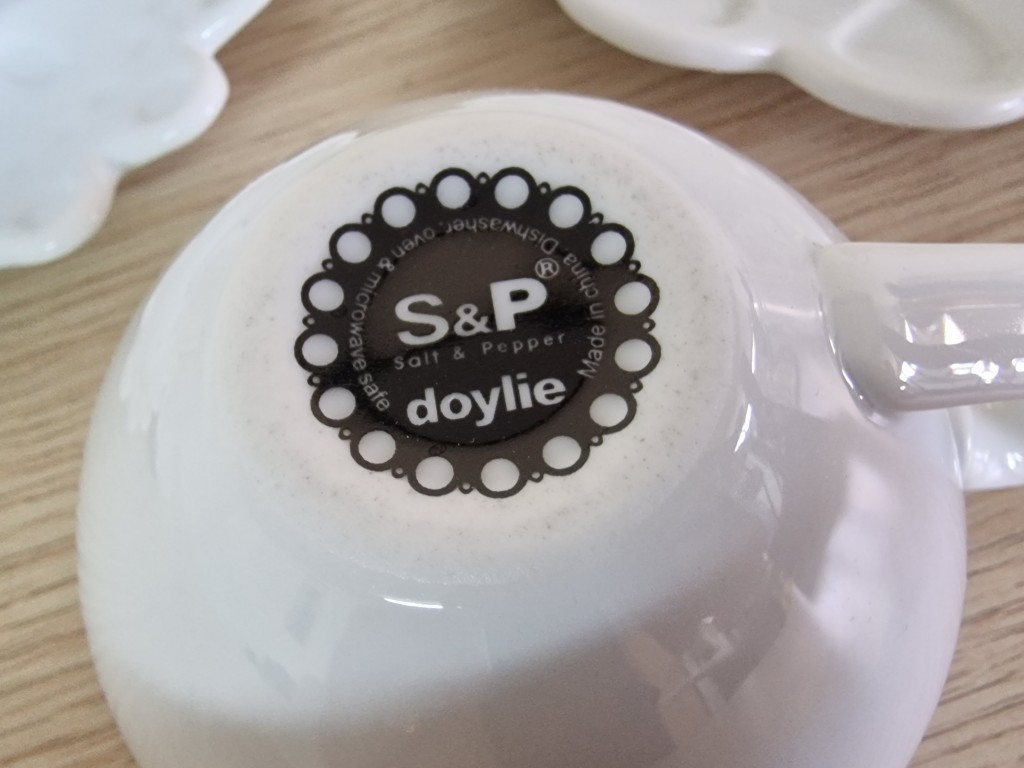 S&P®
Salt & Pepper
doylie
Made in china. Dishwasher, oven & microwave safe